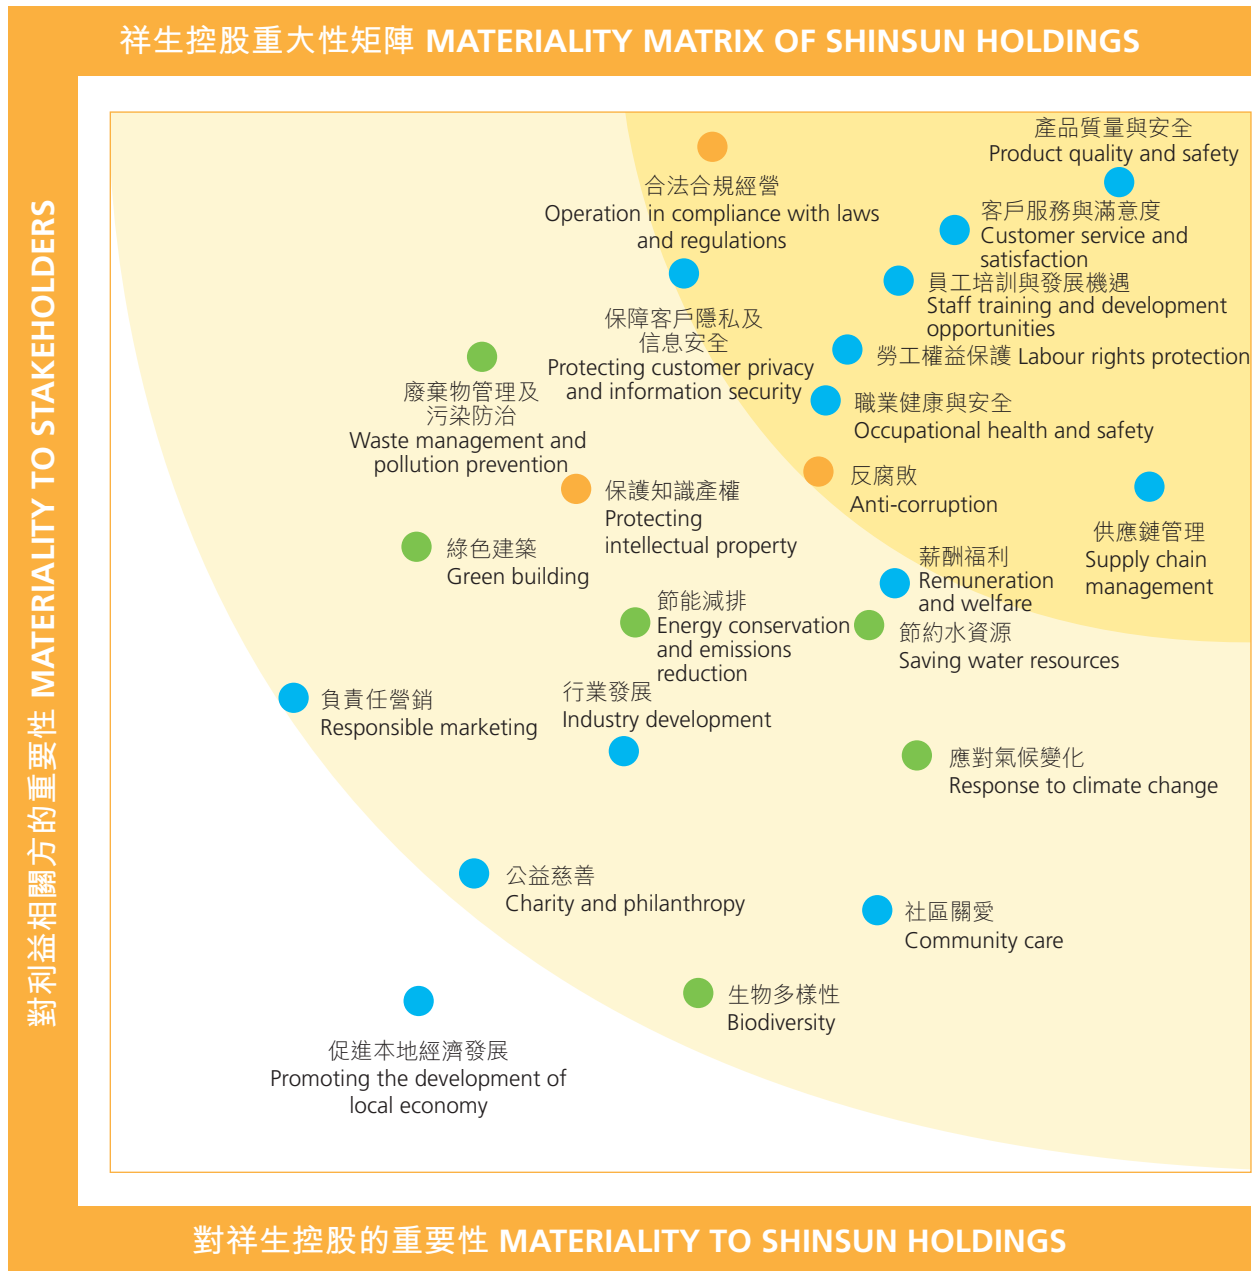 祥生控股重大性矩陣 MATERIALITY MATRIX OF SHINSUN HOLDINGS
對利益相關方的重要性 MATERIALITY TO STAKEHOLDERS
產品質量與安全
Product quality and safety
合法合規經營
Operation in compliance with laws
and regulations
客戶服務與滿意度
Customer service and
satisfaction
員工培訓與發展機遇
Staff training and development
opportunities
保障客戶隱私及
信息安全
Protecting customer privacy
and information security
勞工權益保護 Labour rights protection
廢棄物管理及
污染防治
Waste management and
pollution prevention
職業健康與安全
Occupational health and safety
反腐敗
Anti-corruption
保護知識產權
Protecting
intellectual property
供應鏈管理
Supply chain
management
綠色建築
Green building
薪酬福利
Remuneration
and welfare
節能減排
Energy conservation
and emissions
reduction
節約水資源
Saving water resources
負責任營銷
Responsible marketing
行業發展
Industry development
應對氣候變化
Response to climate change
公益慈善
Charity and philanthropy
社區關愛
Community care
生物多樣性
Biodiversity
促進本地經濟發展
Promoting the development of
local economy
對祥生控股的重要性 MATERIALITY TO SHINSUN HOLDINGS